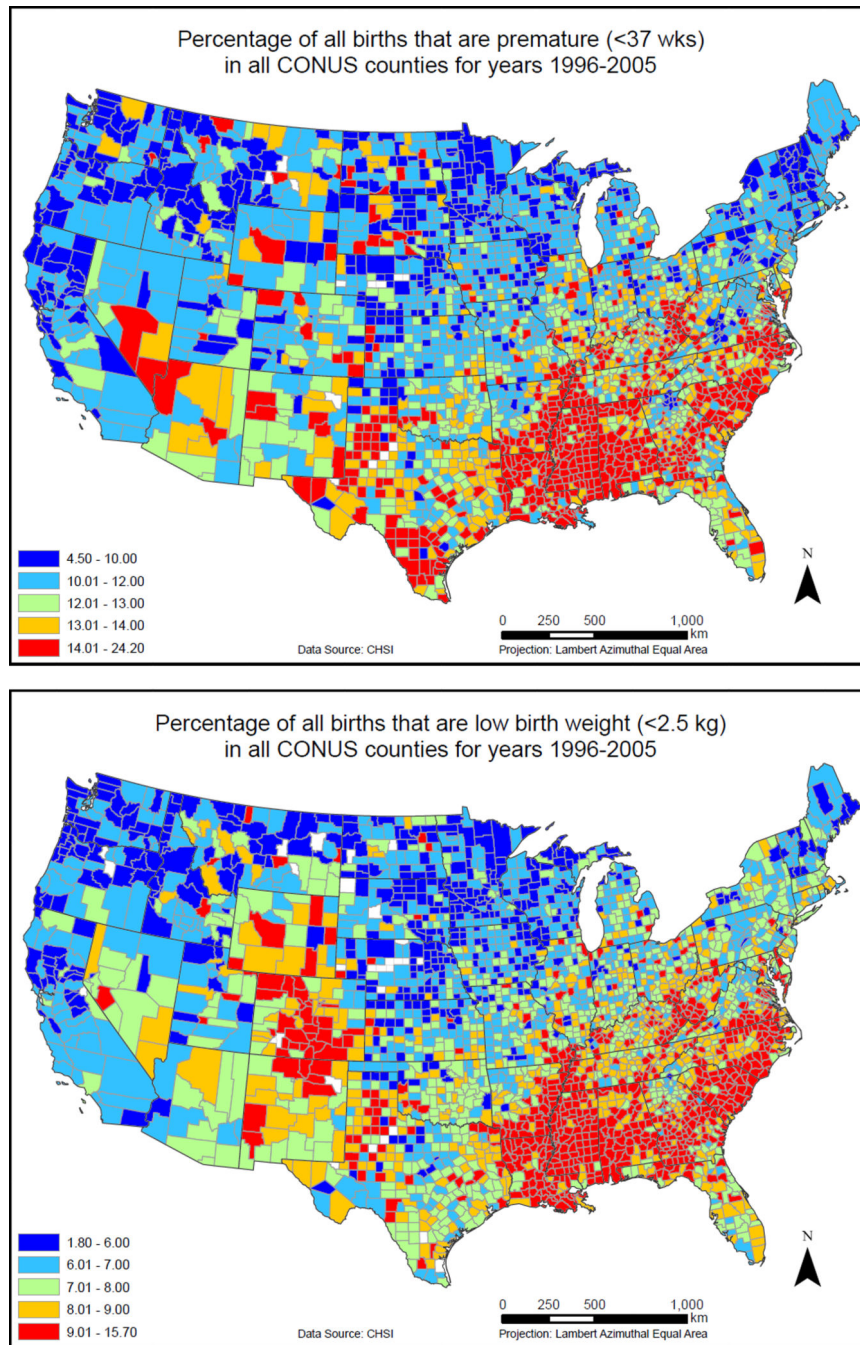 Percentage of all births that are premature (<37 wks)
in all CONUS counties for years 1996-2005
4.50 - 10.00
10.01 - 12.00
12.01 - 13.00
13.01 - 14.00
14.01 - 24.20
Data Source: CHSI
N
0 250 500 1,000
km
Projection: Lambert Azimuthal Equal Area
Percentage of all births that are low birth weight (<2.5 kg)
in all CONUS counties for years 1996-2005
1.80 - 6.00
6.01 - 7.00
7.01 - 8.00
8.01 - 9.00
9.01 - 15.70
Data Source: CHSI
N
0 250 500 1,000
km
Projection: Lambert Azimuthal Equal Area